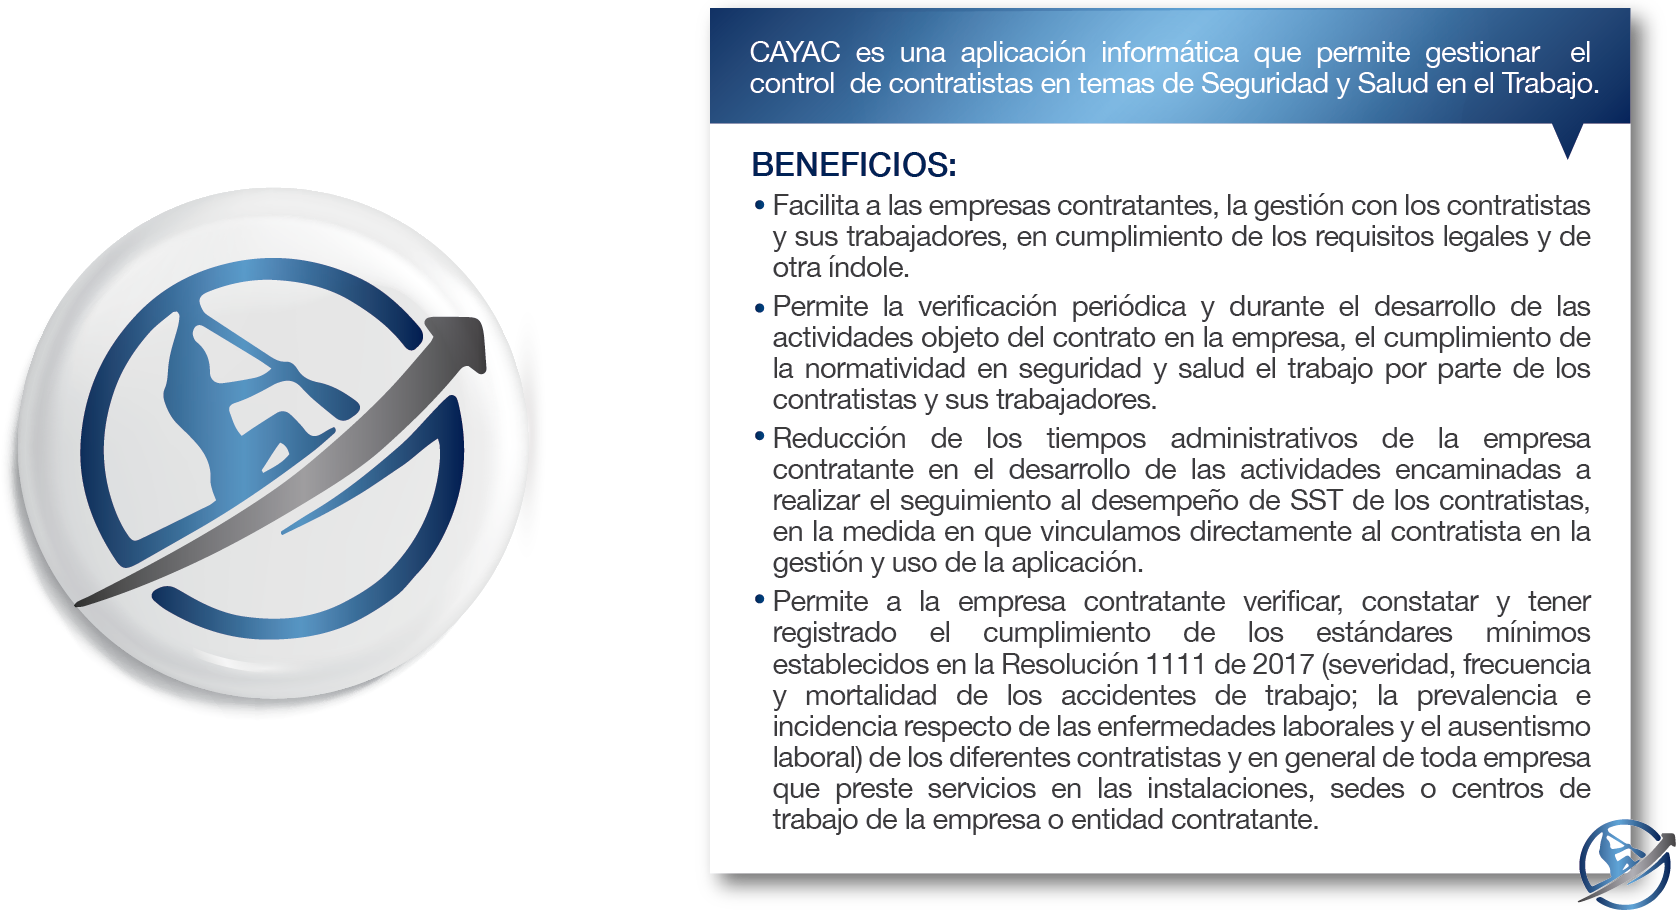 CAYAC es una aplicación informática que permite gestionar el
control de contratistas en temas de Seguridad y Salud en el Trabajo.
BENEFICIOS:
• Facilita a las empresas contratantes, la gestión con los contratistas
y sus trabajadores, en cumplimiento de los requisitos legales y de
otra índole.
• Permite la verificación periódica y durante el desarrollo de las
actividades objeto del contrato en la empresa, el cumplimiento de
la normatividad en seguridad y salud el trabajo por parte de los
contratistas y sus trabajadores.
• Reducción de los tiempos administrativos de la empresa
contratante en el desarrollo de las actividades encaminadas a
realizar el seguimiento al desempeño de SST de los contratistas,
en la medida en que vinculamos directamente al contratista en la
gestión y uso de la aplicación.
• Permite a la empresa contratante verificar, constatar y tener
registrado el cumplimiento de los estándares mínimos
establecidos en la Resolución 1111 de 2017 (severidad, frecuencia
y mortalidad de los accidentes de trabajo; la prevalencia e
incidencia respecto de las enfermedades laborales y el ausentismo
laboral) de los diferentes contratistas y en general de toda empresa
que preste servicios en las instalaciones, sedes o centros de
trabajo de la empresa o entidad contratante.